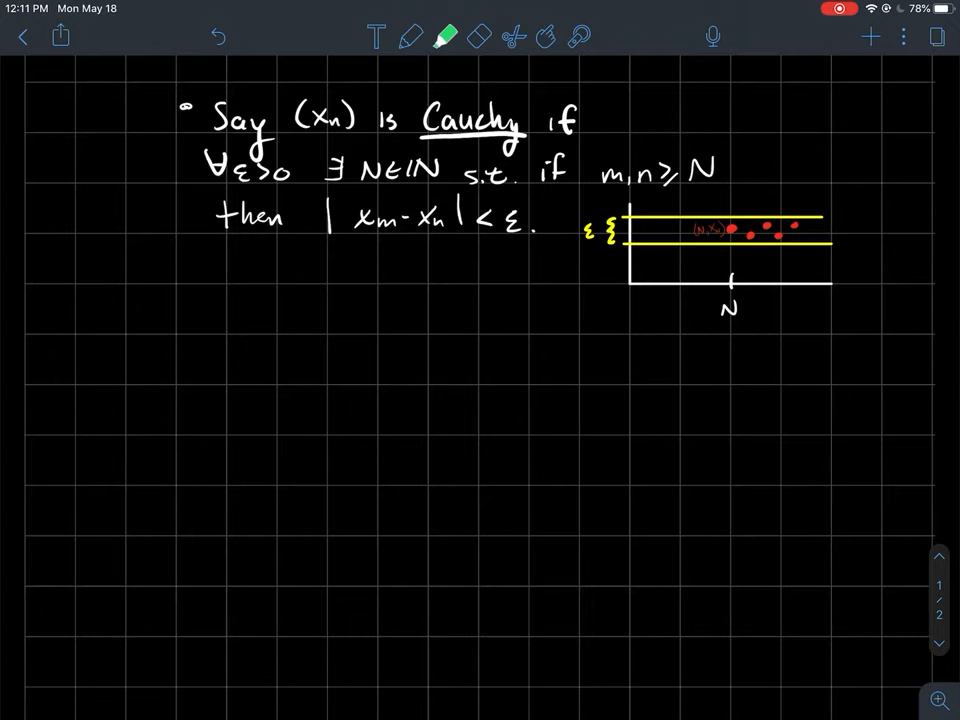 12:11 PM Mon May 18
78%
T
• Say (xₙ) is Cauchy if
∀ε>0 ∃ N∈ℕ s.t. if m,n ≥ N
then | xₘ - xₙ | < ε.
ε {
(N, x_N)
N
1
/
2